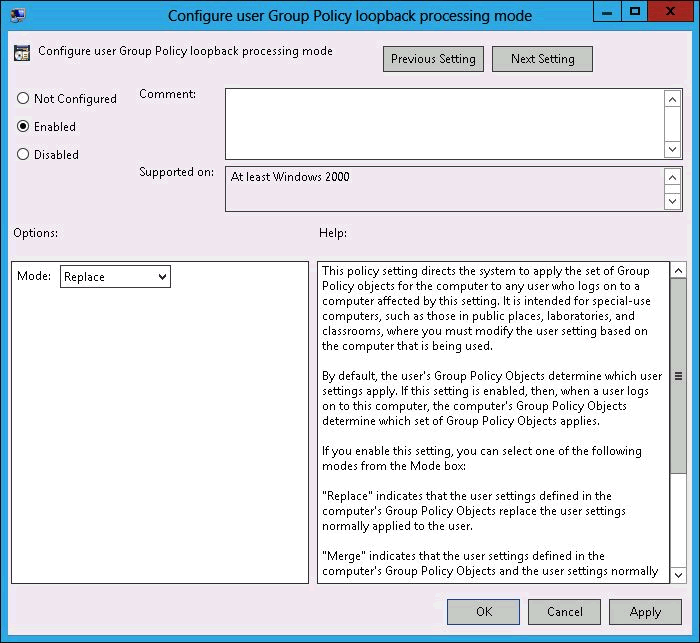 Configure user Group Policy loopback processing mode
Configure user Group Policy loopback processing mode
Previous Setting
Next Setting
Not Configured
Comment:
Enabled
Disabled
Supported on:
At least Windows 2000
Options:
Help:
Mode:
Replace
This policy setting directs the system to apply the set of Group
Policy objects for the computer to any user who logs on to a
computer affected by this setting. It is intended for special-use
computers, such as those in public places, laboratories, and
classrooms, where you must modify the user setting based on
the computer that is being used.
By default, the user's Group Policy Objects determine which user
settings apply. If this setting is enabled, then, when a user logs
on to this computer, the computer's Group Policy Objects
determine which set of Group Policy Objects applies.
If you enable this setting, you can select one of the following
modes from the Mode box:
"Replace" indicates that the user settings defined in the
computer's Group Policy Objects replace the user settings
normally applied to the user.
"Merge" indicates that the user settings defined in the
computer's Group Policy Objects and the user settings normally
OK
Cancel
Apply